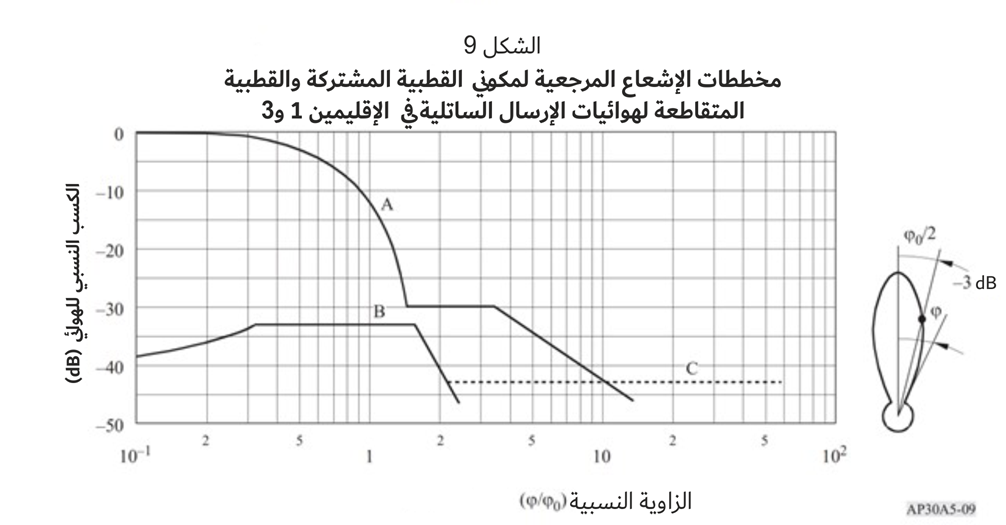 الشكل 9
مخططات الإشعاع المرجعية لمكوني القطبية المشتركة والقطبية
المتقاطعة لهوائيات الإرسال الساتلية في الإقليمين 1 و3
الكسب النسبي للهوائي (dB)
0
–10
–20
–30
–40
–50
A
B
C
10⁻¹
2
5
1
2
5
10
2
5
10²
الزاوية النسبية (φ/φ₀)
φ₀/2
–3 dB
φ
AP30A5-09